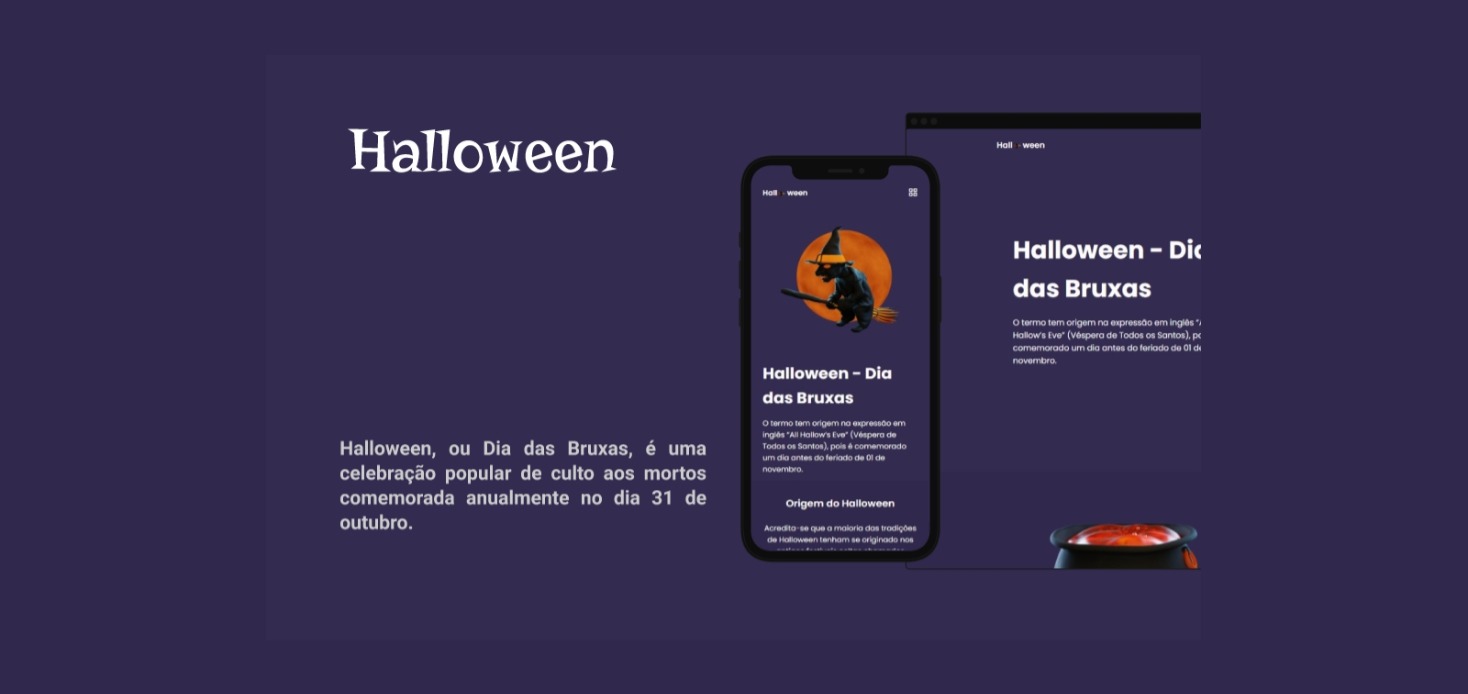 Halloween
Halloween, ou Dia das Bruxas, é uma
celebração popular de culto aos mortos
comemorada anualmente no dia 31 de
outubro.
Hall ween
Halloween - Dia
das Bruxas
O termo tem origem na expressão em
inglês "All Hallow's Eve" (Véspera de
Todos os Santos), pois é comemorado
um dia antes do feriado de 01 de
novembro.
Origem do Halloween
Acredita-se que a maioria das tradições
de Halloween tenham se originado nos
Hall ween
Halloween - Di
das Bruxas
O termo tem origem na expressão em inglês "A
Hallow's Eve" (Véspera de Todos os Santos), po
comemorado um dia antes do feriado de 01 d
novembro.